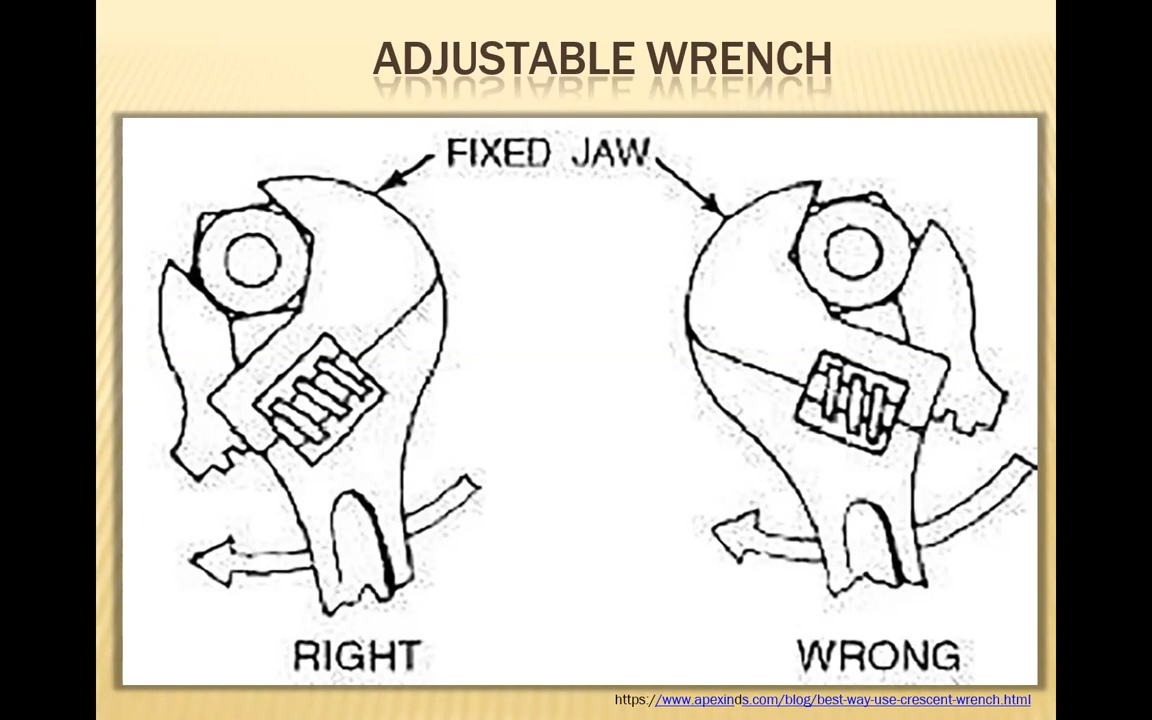 ADJUSTABLE WRENCH
FIXED JAW
RIGHT
WRONG
https://www.apexinds.com/blog/best-way-use-crescent-wrench.html